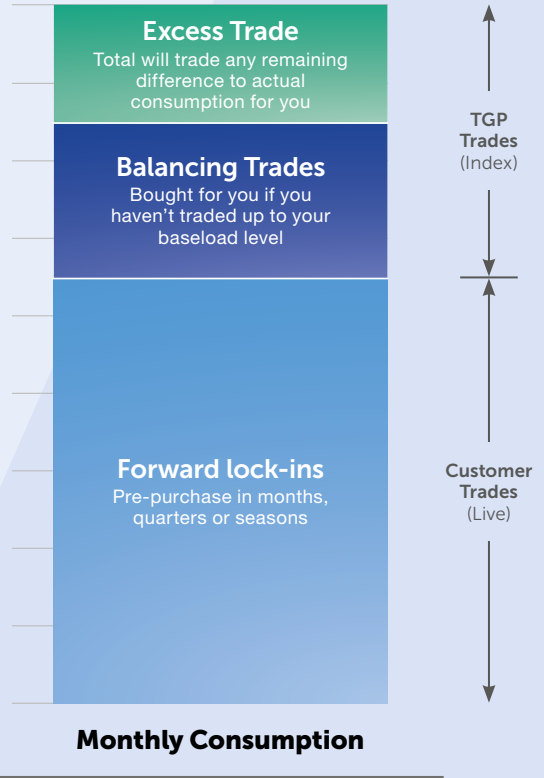 Excess Trade
Total will trade any remaining
difference to actual
consumption for you
TGP
Trades
(Index)
Balancing Trades
Bought for you if you
haven’t traded up to your
baseload level
Forward lock-ins
Pre-purchase in months,
quarters or seasons
Customer
Trades
(Live)
Monthly Consumption